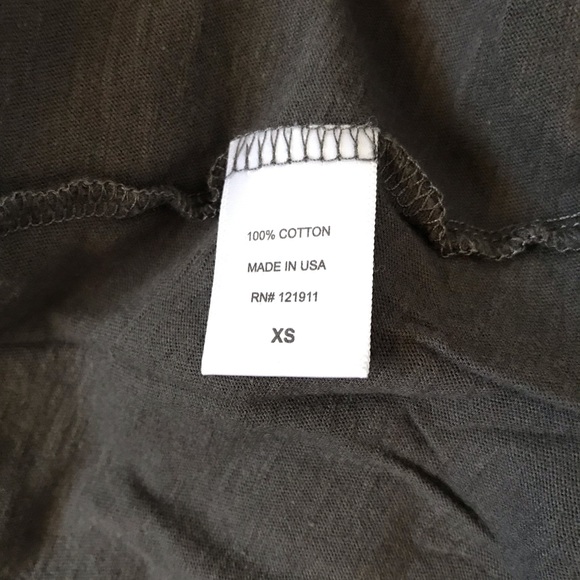 100% COTTON
MADE IN USA
RN# 121911
XS